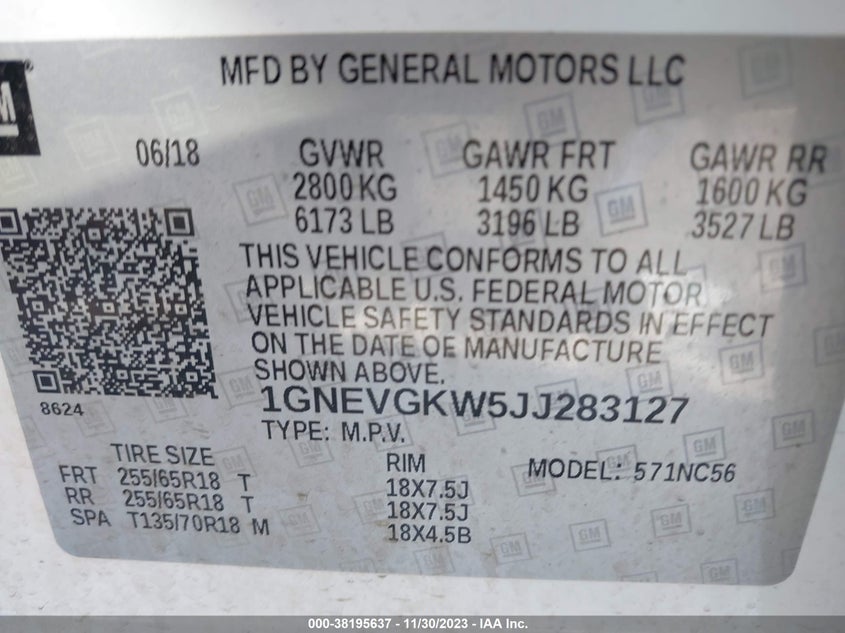 GM®
MFD BY GENERAL MOTORS LLC
06/18 GVWR GAWR FRT GAWR RR
2800 KG 1450 KG 1600 KG
6173 LB 3196 LB 3527 LB
THIS VEHICLE CONFORMS TO ALL
APPLICABLE U.S. FEDERAL MOTOR
VEHICLE SAFETY STANDARDS IN EFFECT
ON THE DATE OF MANUFACTURE
SHOWN ABOVE.
8624
1GNEVGKW5JJ283127
TYPE: M.P.V.
TIRE SIZE RIM MODEL: 571NC56
FRT 255/65R18 T 18X7.5J
RR 255/65R18 T 18X7.5J
SPA T135/70R18 M 18X4.5B
000-38195637 - 11/30/2023 - IAA Inc.